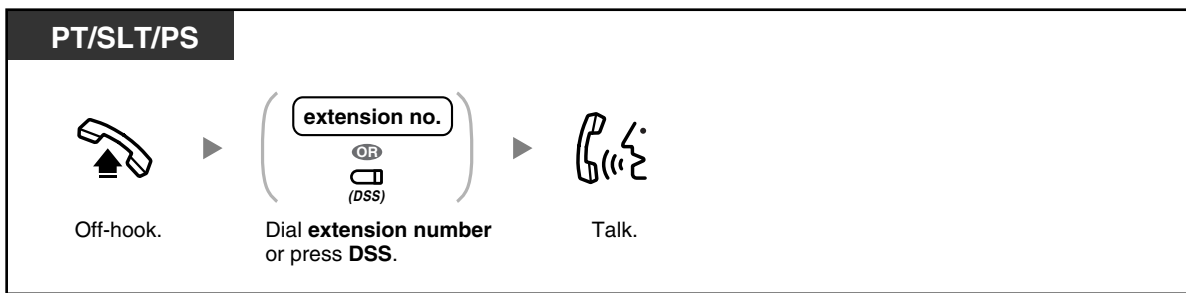 PT/SLT/PS
extension no.
OR
(DSS)
Off-hook.
Dial extension number
or press DSS.
Talk.